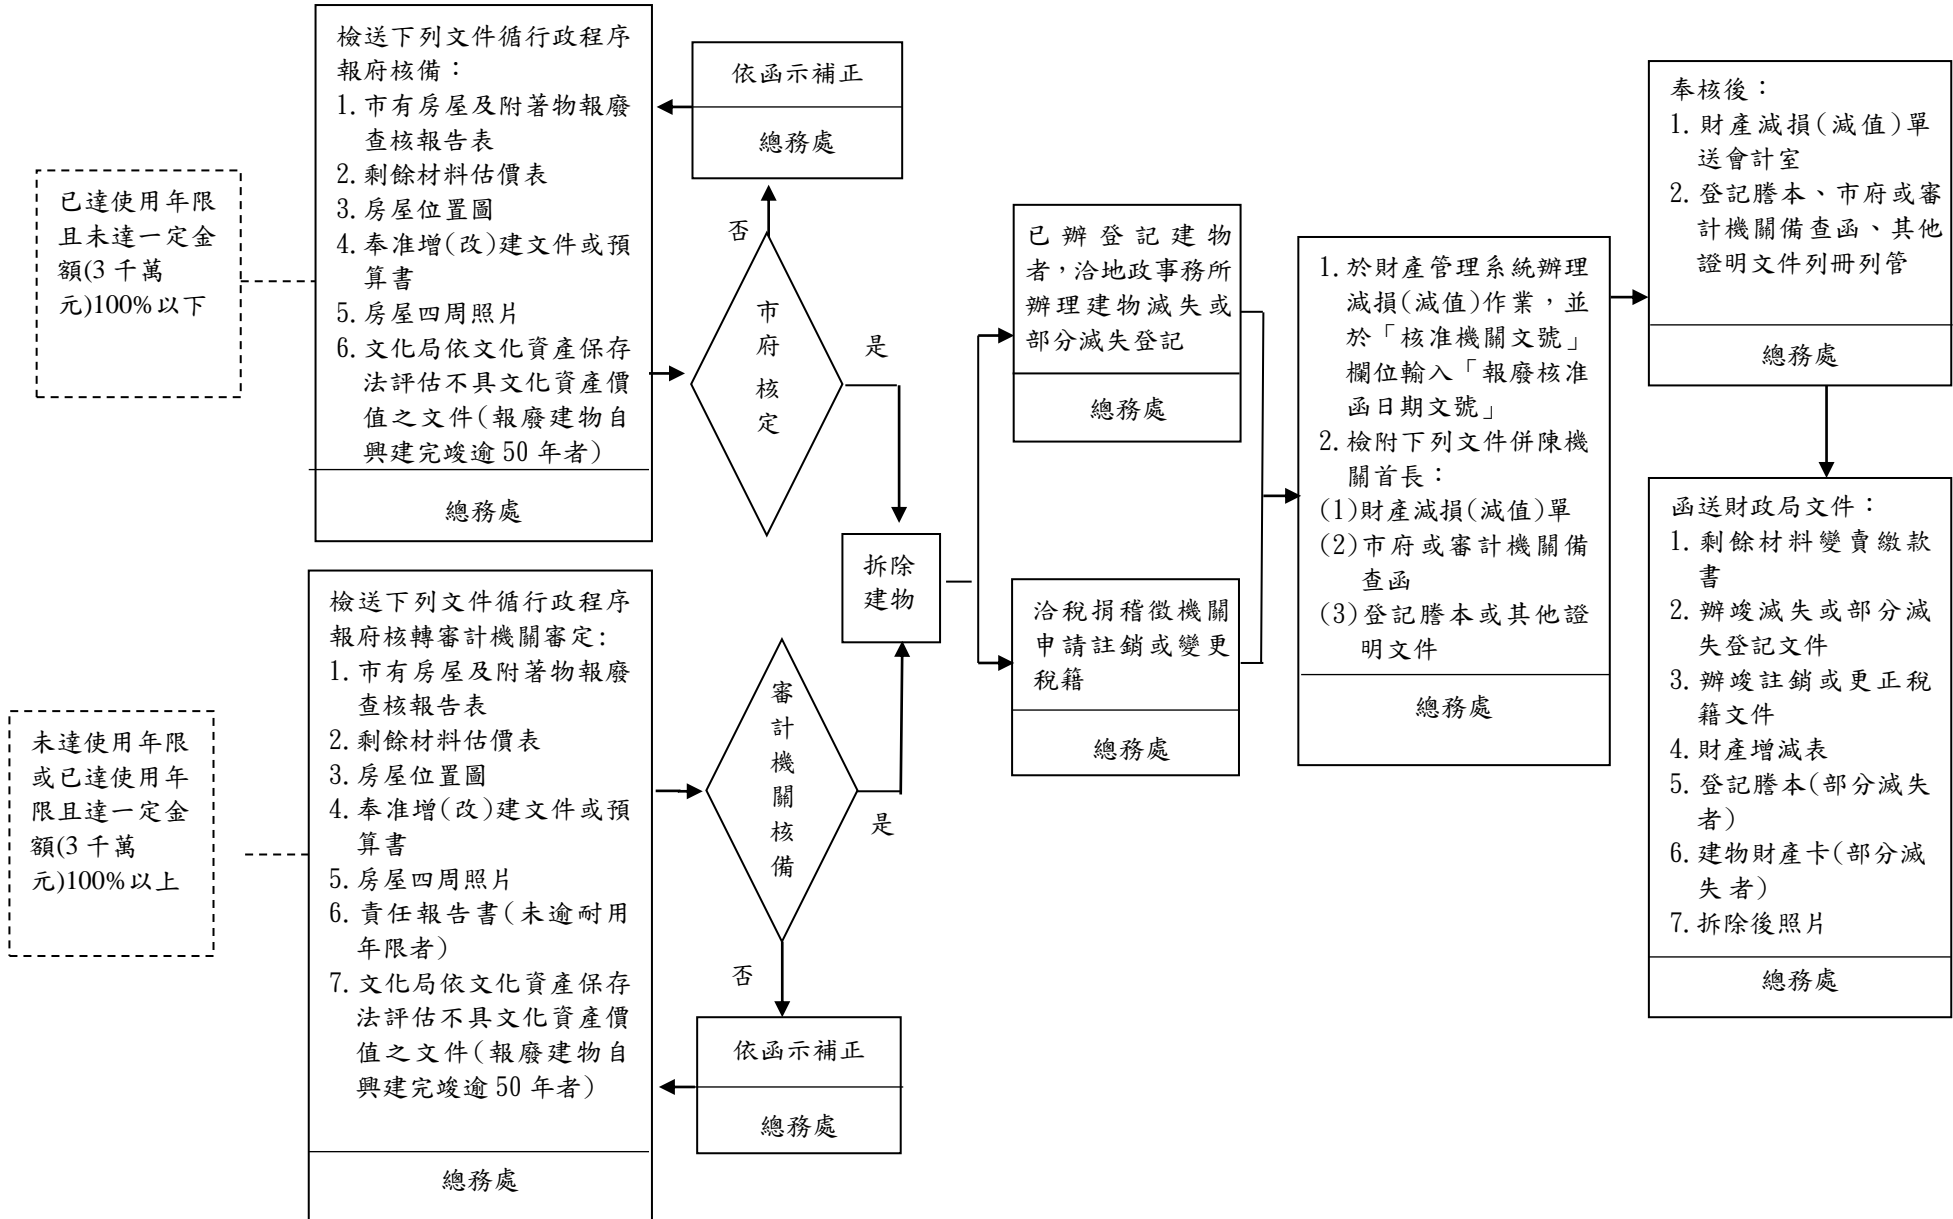 已達使用年限
且未達一定金
額(3 千萬
元)100%以下
檢送下列文件循行政程序
報府核備：
1. 市有房屋及附著物報廢
查核報告表
2. 剩餘材料估價表
3. 房屋位置圖
4. 奉准增(改)建文件或預
算書
5. 房屋四周照片
6. 文化局依文化資產保存
法評估不具文化資產價
值之文件(報廢建物自
興建完竣逾 50 年者)
總務處
依函示補正
總務處
否
市府核定
是
未達使用年限
或已達使用年
限且達一定金
額(3 千萬
元)100%以上
檢送下列文件循行政程序
報府核轉審計機關審定:
1. 市有房屋及附著物報廢
查核報告表
2. 剩餘材料估價表
3. 房屋位置圖
4. 奉准增(改)建文件或預
算書
5. 房屋四周照片
6. 責任報告書(未逾耐用
年限者)
7. 文化局依文化資產保存
法評估不具文化資產價
值之文件(報廢建物自
興建完竣逾 50 年者)
總務處
審計機關核備
是
否
依函示補正
總務處
拆除
建物
已辦登記建物
者，洽地政事務所
辦理建物滅失或
部分滅失登記
總務處
洽稅捐稽徵機關
申請註銷或變更
稅籍
總務處
1. 於財產管理系統辦理
減損(減值)作業，並
於「核准機關文號」
欄位輸入「報廢核准
函日期文號」
2. 檢附下列文件併陳機
關首長：
(1)財產減損(減值)單
(2)市府或審計機關備
查函
(3)登記謄本或其他證
明文件
總務處
奉核後：
1. 財產減損(減值)單
送會計室
2. 登記謄本、市府或審
計機關備查函、其他
證明文件列冊列管
總務處
函送財政局文件：
1. 剩餘材料變賣繳款
書
2. 辦竣滅失或部分滅
失登記文件
3. 辦竣註銷或更正稅
籍文件
4. 財產增減表
5. 登記謄本(部分滅失
者)
6. 建物財產卡(部分滅
失者)
7. 拆除後照片
總務處